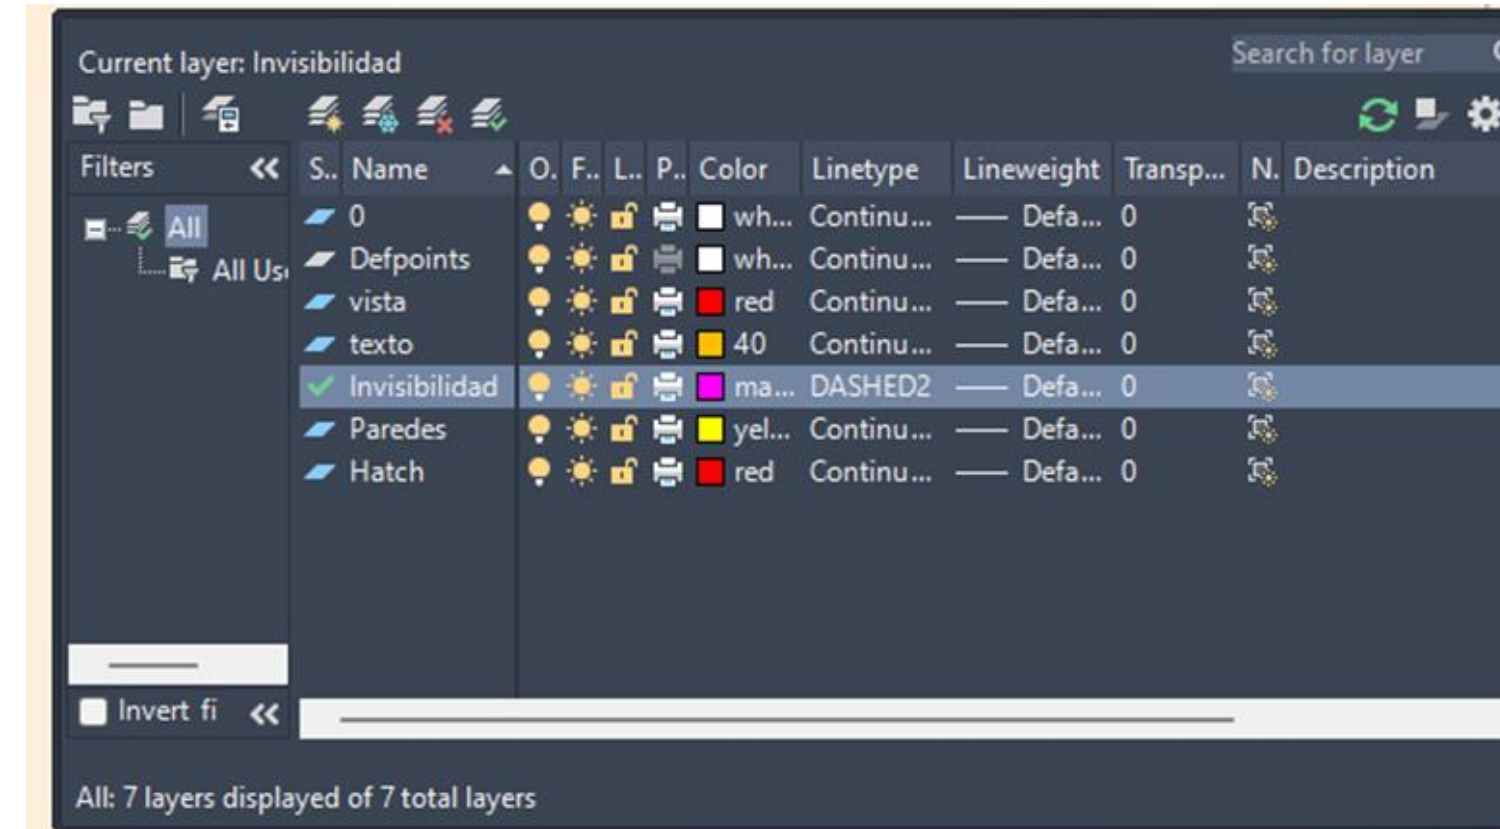 Current layer: Invisibilidad
Search for layer
Filters S.. Name O. F.. L.. P.. Color Linetype Lineweight Transp... N. Description
All
All Us
0 wh... Continu... Defa... 0
Defpoints wh... Continu... Defa... 0
vista red Continu... Defa... 0
texto 40 Continu... Defa... 0
Invisibilidad ma... DASHED2 Defa... 0
Paredes yel... Continu... Defa... 0
Hatch red Continu... Defa... 0
Invert fi
All: 7 layers displayed of 7 total layers